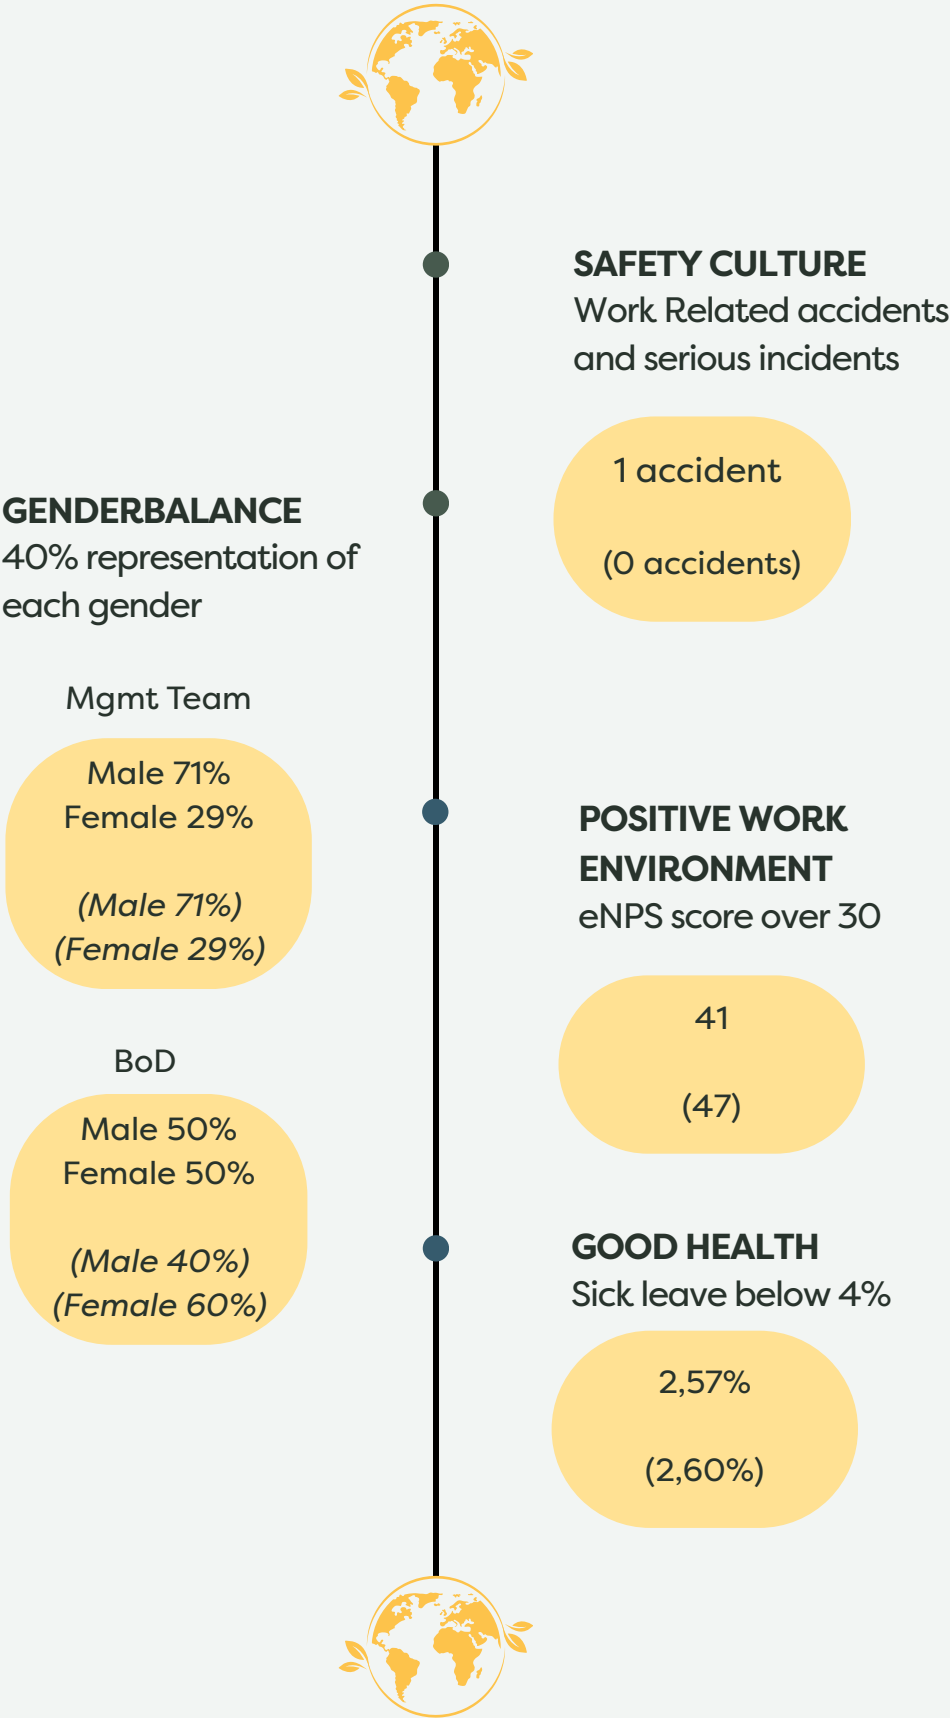 SAFETY CULTURE
Work Related accidents
and serious incidents
1 accident
(0 accidents)
GENDERBALANCE
40% representation of
each gender
Mgmt Team
Male 71%
Female 29%
(Male 71%)
(Female 29%)
BoD
Male 50%
Female 50%
(Male 40%)
(Female 60%)
POSITIVE WORK
ENVIRONMENT
eNPS score over 30
41
(47)
GOOD HEALTH
Sick leave below 4%
2,57%
(2,60%)